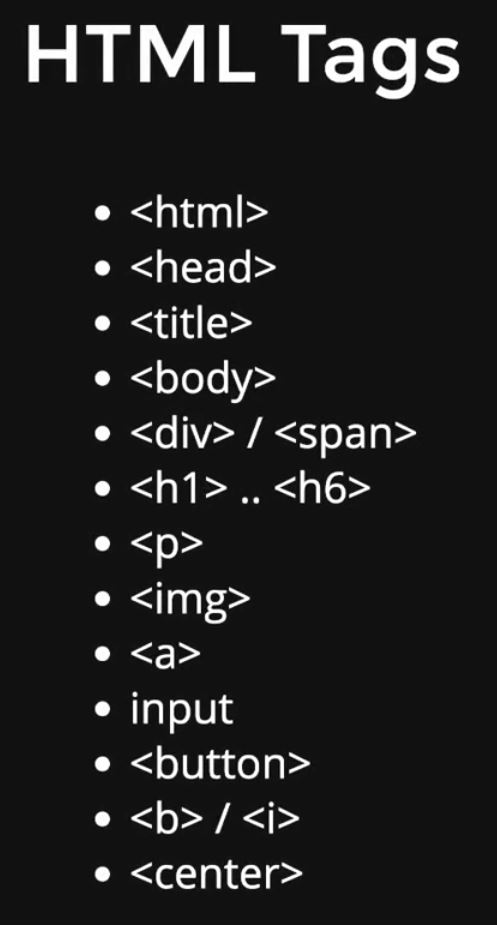 HTML Tags
• <html>
• <head>
• <title>
• <body>
• <div> / <span>
• <h1> .. <h6>
• <p>
• <img>
• <a>
• input
• <button>
• <b> / <i>
• <center>